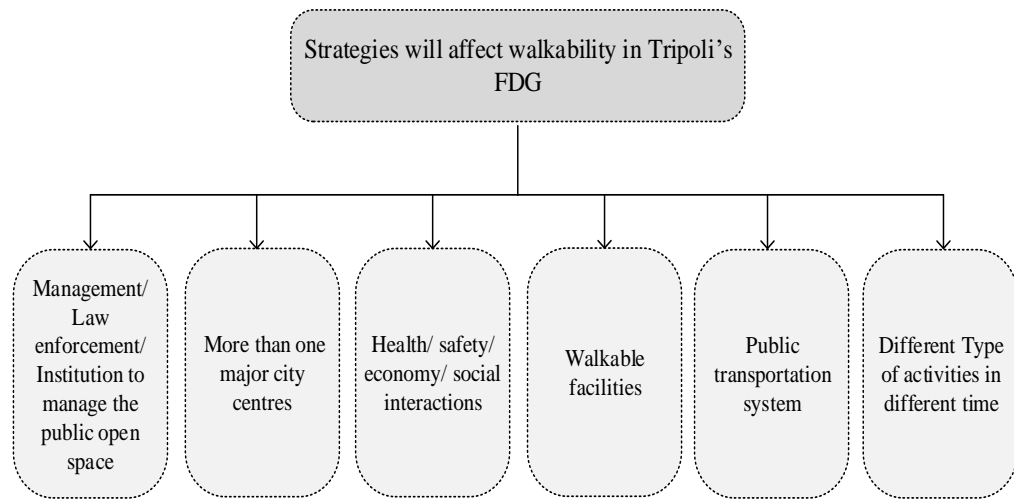 Strategies will affect walkability in Tripoli’s
FDG
Management/
Law
enforcement/
Institution to
manage the
public open
space
More than one
major city
centres
Health/ safety/
economy/ social
interactions
Walkable
facilities
Public
transportation
system
Different Type
of activities in
different time